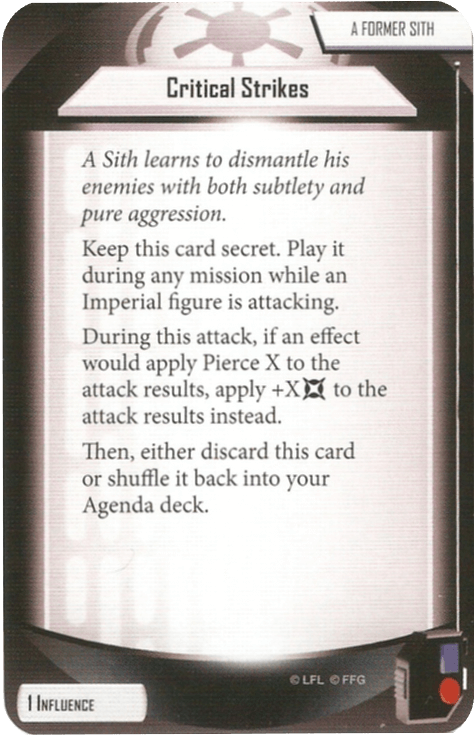 A FORMER SITH
Critical Strikes
A Sith learns to dismantle his
enemies with both subtlety and
pure aggression.
Keep this card secret. Play it
during any mission while an
Imperial figure is attacking.
During this attack, if an effect
would apply Pierce X to the
attack results, apply +X to the
attack results instead.
Then, either discard this card
or shuffle it back into your
Agenda deck.
© LFL © FFG
1 INFLUENCE